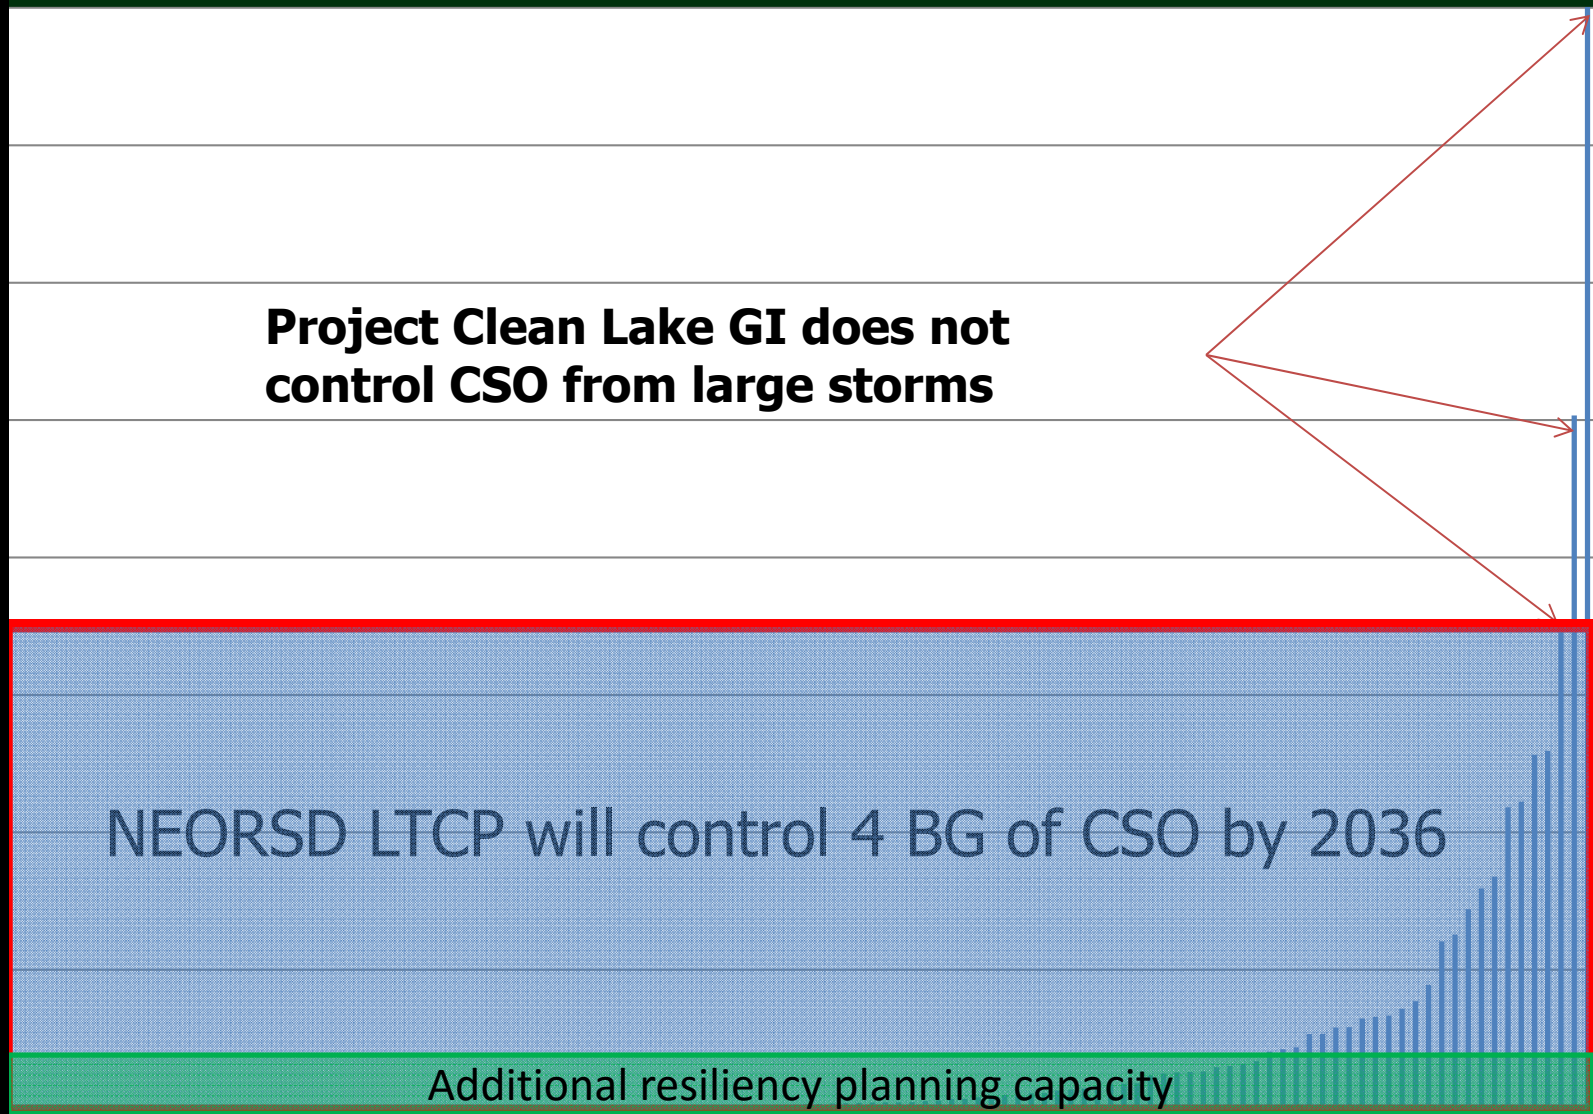 Project Clean Lake GI does not
control CSO from large storms
NEORSD LTCP will control 4 BG of CSO by 2036
Additional resiliency planning capacity